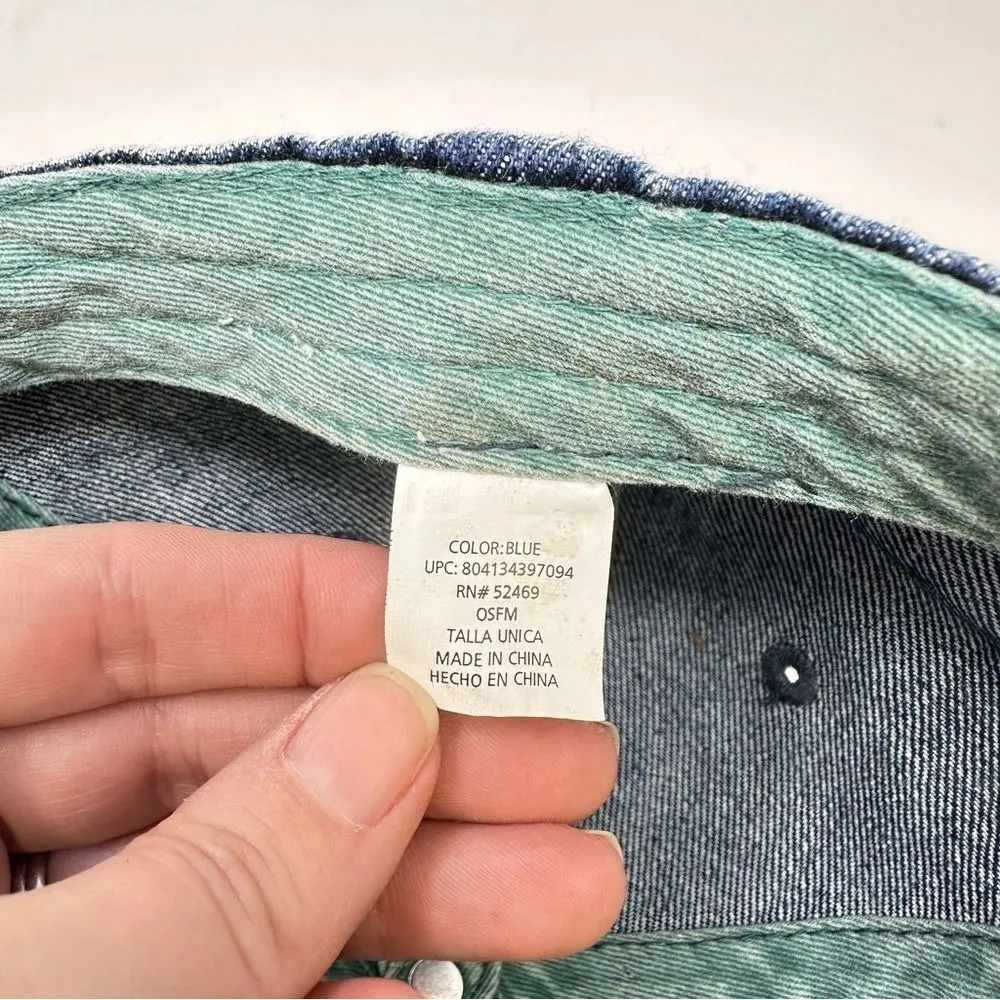 COLOR:BLUE
UPC: 804134397094
RN# 52469
OSFM
TALLA UNICA
MADE IN CHINA
HECHO EN CHINA